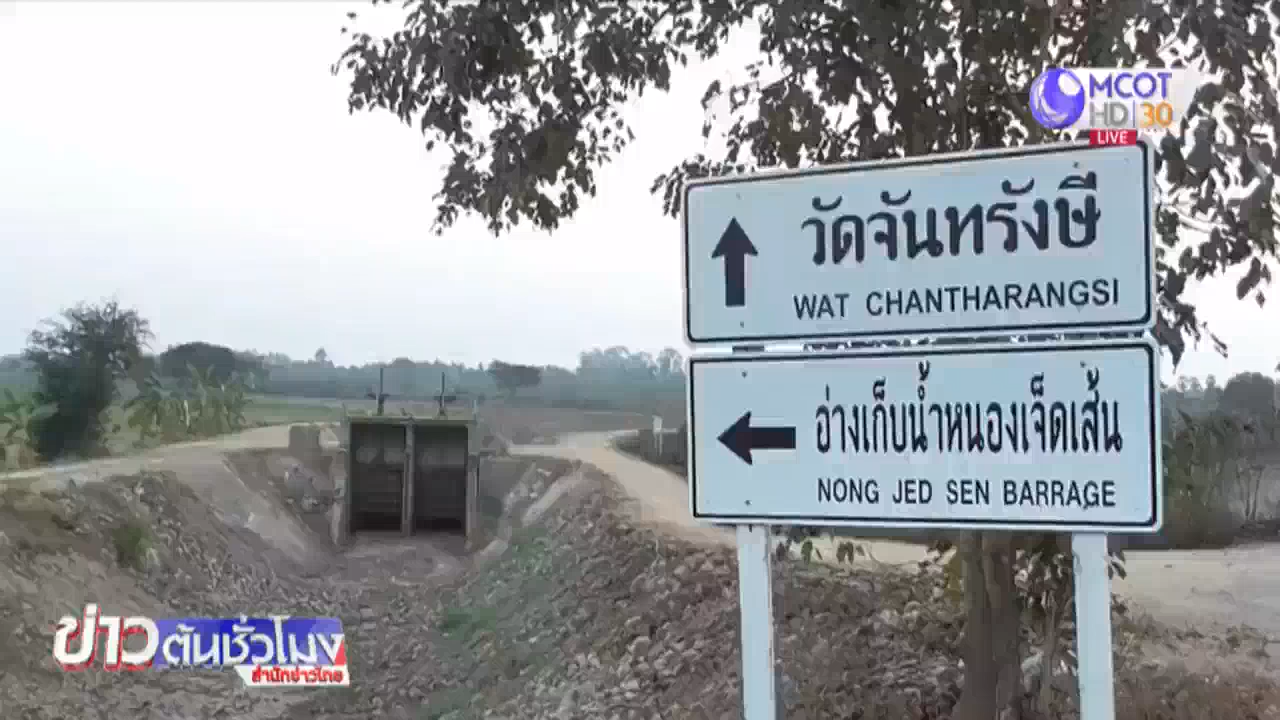 MCOT
HD 30
LIVE
วัดจันทรังษี
WAT CHANTHARANGSI
อ่างเก็บน้ำหนองเจ็ดเส้น
NONG JED SEN BARRAGE
ข่าวต้นชั่วโมง
สำนักข่าวไทย